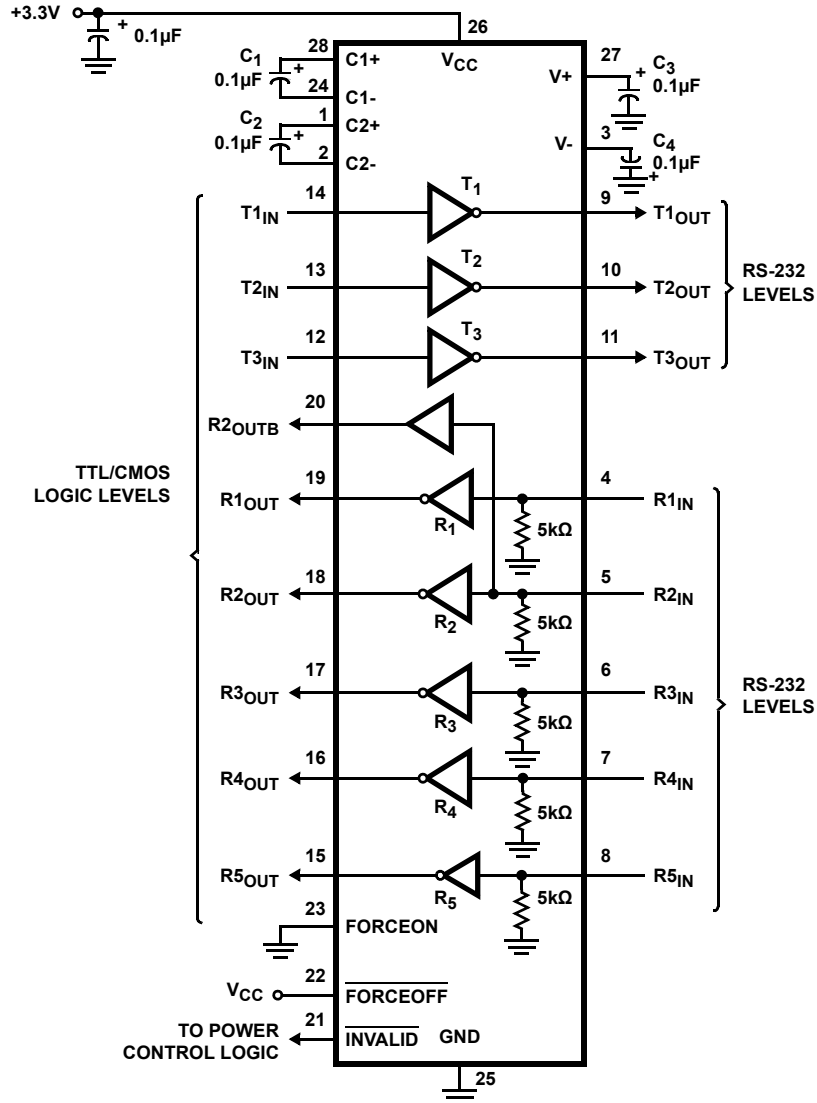 +3.3V
+
0.1µF
26
VCC
C1
0.1µF
+
28
C1+
24
C1-
C2
0.1µF
+
1
C2+
2
C2-
27
V+
+
C3
0.1µF
3
V-
C4
0.1µF
+
T1IN
14
T1
9
T1OUT
T2IN
13
T2
10
T2OUT
T3IN
12
T3
11
T3OUT
RS-232
LEVELS
R2OUTB
20
TTL/CMOS
LOGIC LEVELS
R1OUT
19
R1
5kΩ
4
R1IN
R2OUT
18
R2
5kΩ
5
R2IN
R3OUT
17
R3
5kΩ
6
R3IN
RS-232
LEVELS
R4OUT
16
R4
5kΩ
7
R4IN
R5OUT
15
R5
5kΩ
8
R5IN
23
FORCEON
VCC
22
FORCEOFF
TO POWER
CONTROL LOGIC
21
INVALID
GND
25